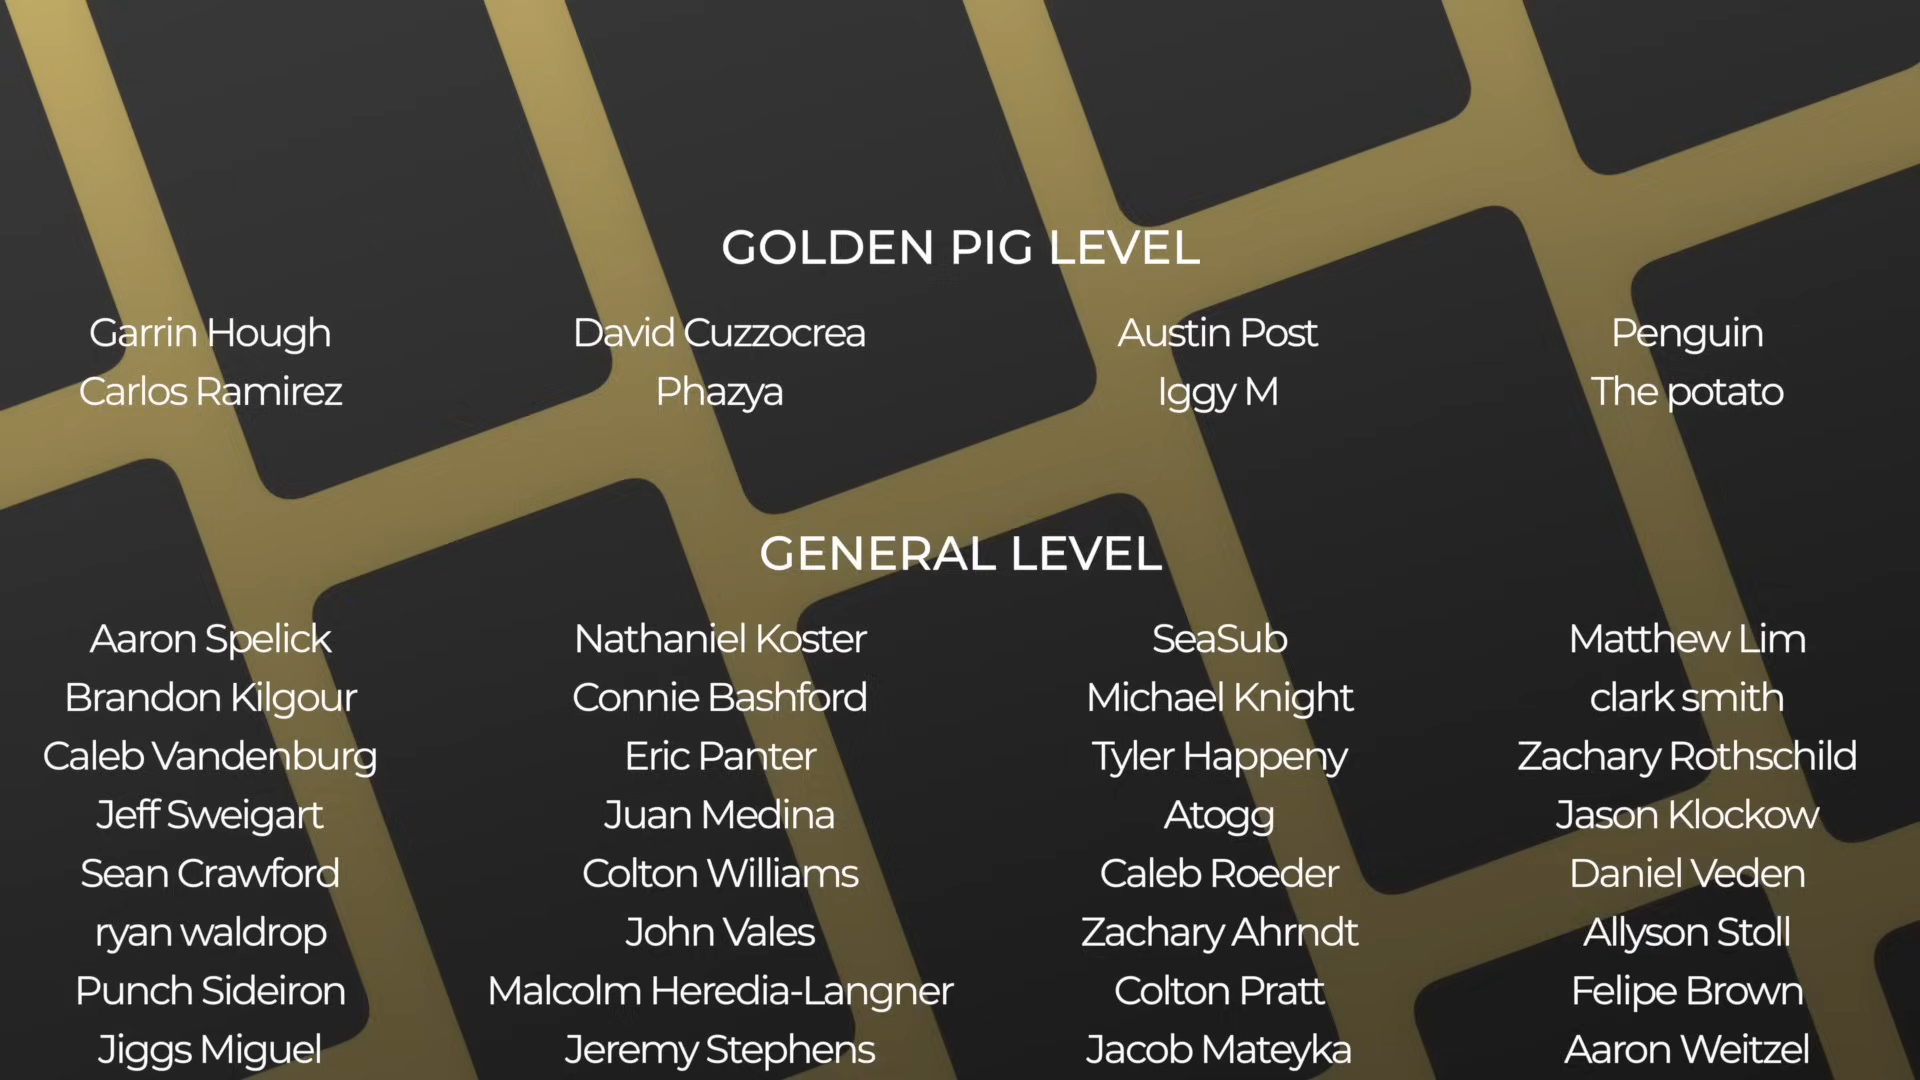 GOLDEN PIG LEVEL
Garrin Hough David Cuzzocrea Austin Post Penguin
Carlos Ramirez Phazya Iggy M The potato
GENERAL LEVEL
Aaron Spelick Nathaniel Koster SeaSub Matthew Lim
Brandon Kilgour Connie Bashford Michael Knight clark smith
Caleb Vandenburg Eric Panter Tyler Happeny Zachary Rothschild
Jeff Sweigart Juan Medina Atogg Jason Klockow
Sean Crawford Colton Williams Caleb Roeder Daniel Veden
ryan waldrop John Vales Zachary Ahrndt Allyson Stoll
Punch Sideiron Malcolm Heredia-Langner Colton Pratt Felipe Brown
Jiggs Miguel Jeremy Stephens Jacob Mateyka Aaron Weitzel